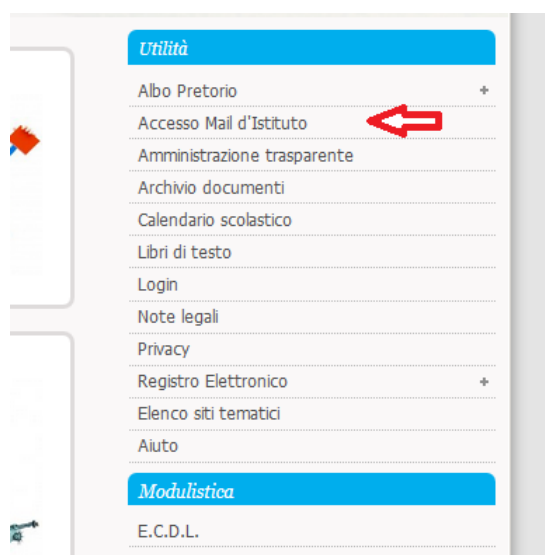 Utilità
Albo Pretorio +
Accesso Mail d'Istituto
Amministrazione trasparente
Archivio documenti
Calendario scolastico
Libri di testo
Login
Note legali
Privacy
Registro Elettronico +
Elenco siti tematici
Aiuto
Modulistica
E.C.D.L.